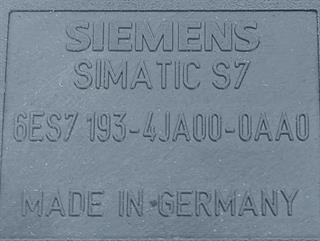 SIEMENS
SIMATIC S7
6ES7 193-4JA00-0AA0
MADE IN GERMANY